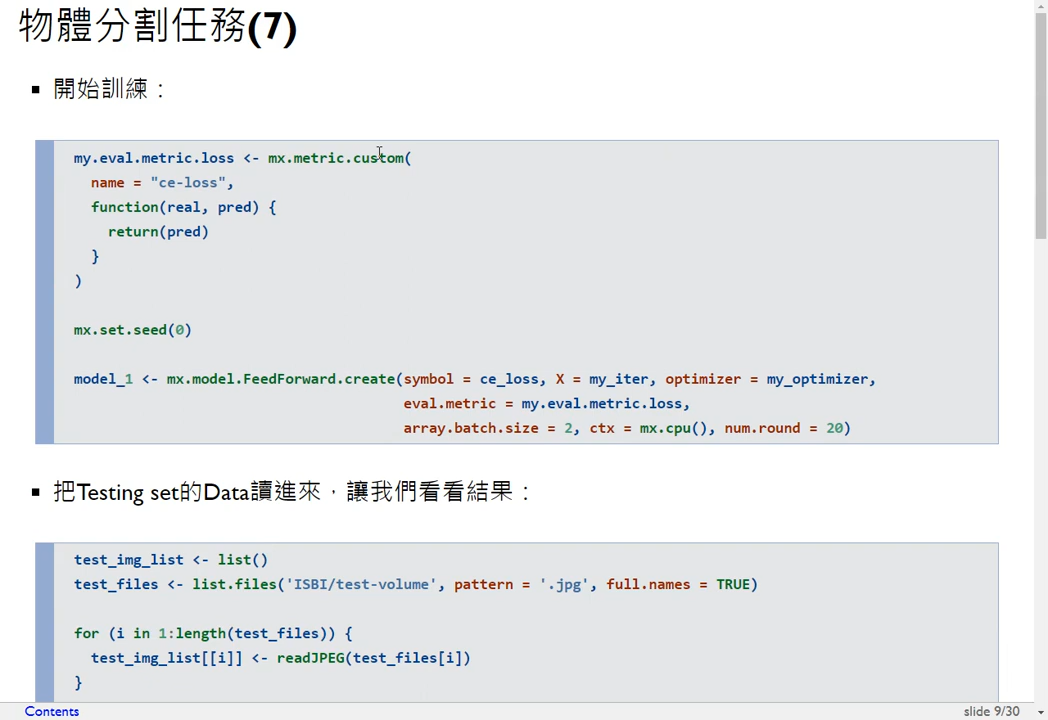 物體分割任務(7)
▪ 開始訓練：
my.eval.metric.loss <- mx.metric.custom(
  name = "ce-loss",
  function(real, pred) {
    return(pred)
  }
)
mx.set.seed(0)
model_1 <- mx.model.FeedForward.create(symbol = ce_loss, X = my_iter, optimizer = my_optimizer,
                                       eval.metric = my.eval.metric.loss,
                                       array.batch.size = 2, ctx = mx.cpu(), num.round = 20)
▪ 把Testing set的Data讀進來，讓我們看看結果：
test_img_list <- list()
test_files <- list.files('ISBI/test-volume', pattern = '.jpg', full.names = TRUE)
for (i in 1:length(test_files)) {
  test_img_list[[i]] <- readJPEG(test_files[i])
}
Contents
slide 9/30